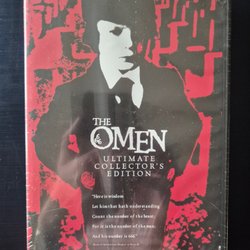 THE
OMEN
ULTIMATE
COLLECTOR'S
EDITION
"Here is wisdom
Let him that hath understanding
Count the number of the beast;
For it is the number of the man;
And his number is 666"